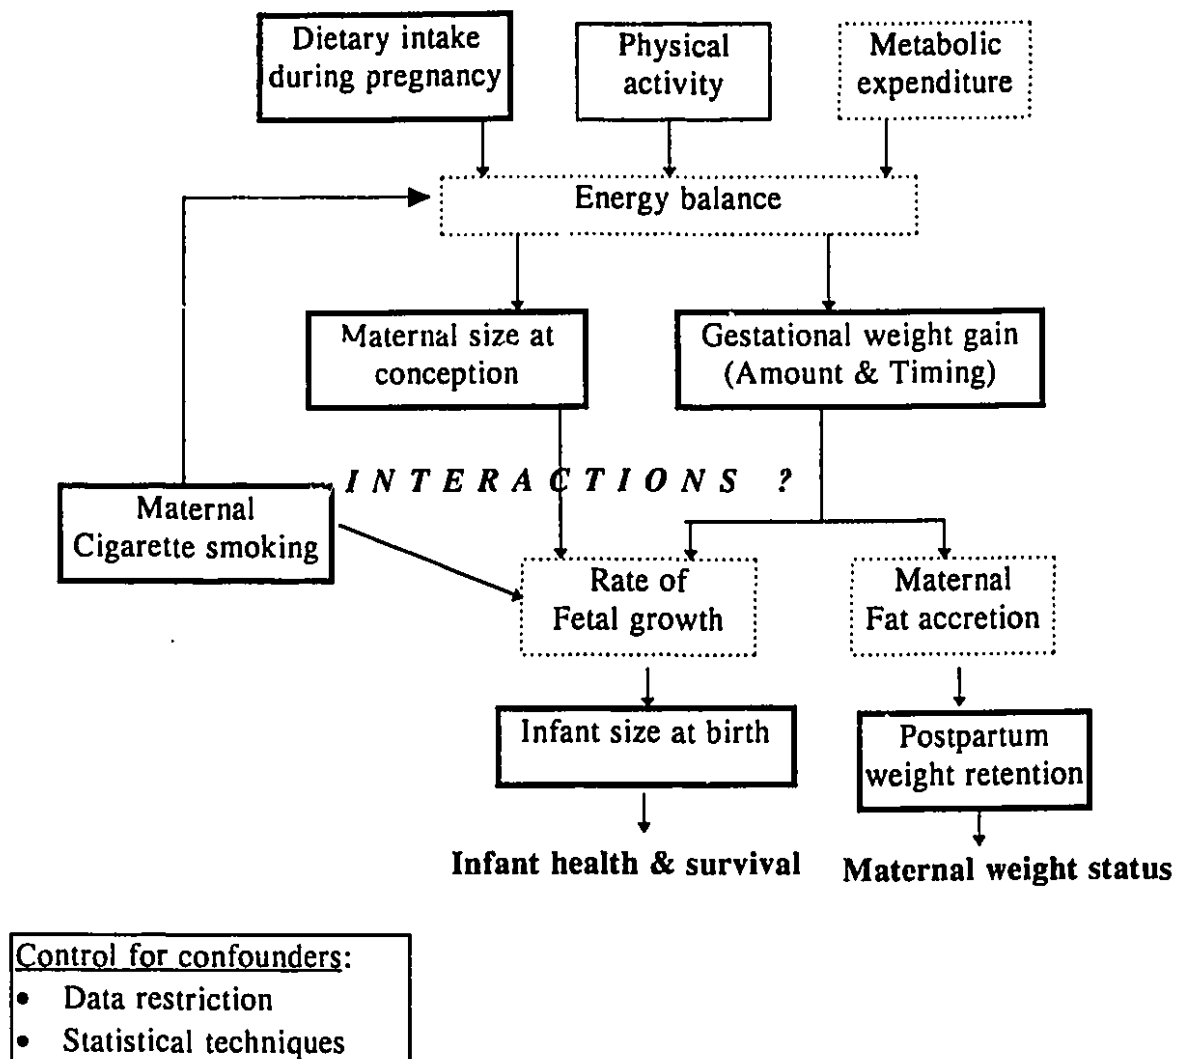 Dietary intake
during pregnancy
Physical
activity
Metabolic
expenditure
Energy balance
Maternal size at
conception
Gestational weight gain
(Amount & Timing)
INTERACTIONS ?
Maternal
Cigarette smoking
Rate of
Fetal growth
Maternal
Fat accretion
Infant size at birth
Postpartum
weight retention
Infant health & survival
Maternal weight status
Control for confounders:
• Data restriction
• Statistical techniques